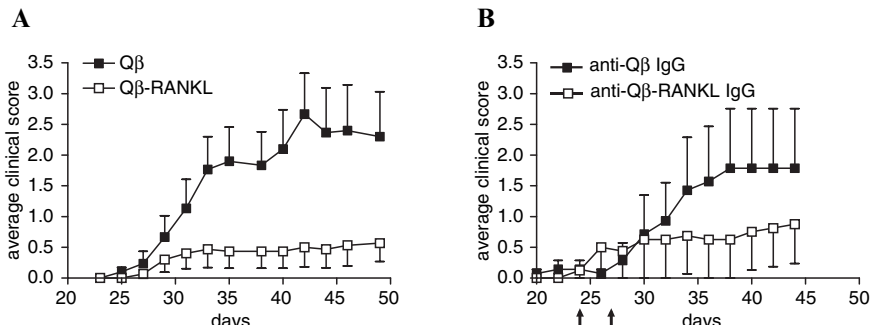 A
average clinical score
3.5
3.0
2.5
2.0
1.5
1.0
0.5
0.0
Qβ
Qβ-RANKL
20 25 30 35 40 45 50
days
B
average clinical score
3.5
3.0
2.5
2.0
1.5
1.0
0.5
0.0
anti-Qβ IgG
anti-Qβ-RANKL IgG
20 25 30 35 40 45 50
days